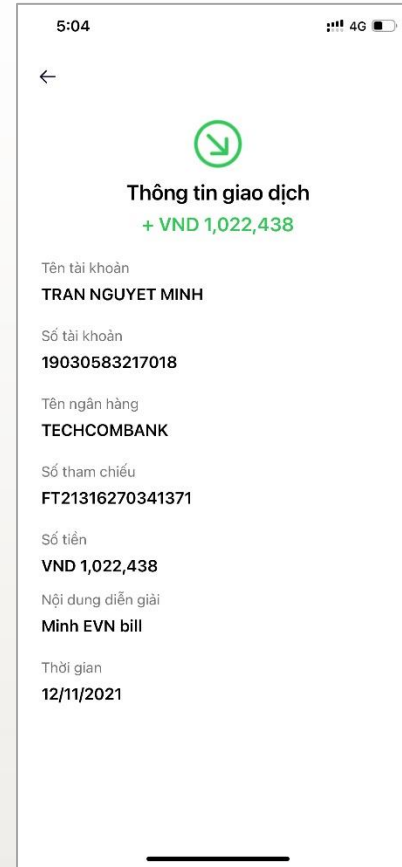 5:04 4G
Thông tin giao dịch
+ VND 1,022,438
Tên tài khoản
TRAN NGUYET MINH
Số tài khoản
19030583217018
Tên ngân hàng
TECHCOMBANK
Số tham chiếu
FT21316270341371
Số tiền
VND 1,022,438
Nội dung diễn giải
Minh EVN bill
Thời gian
12/11/2021